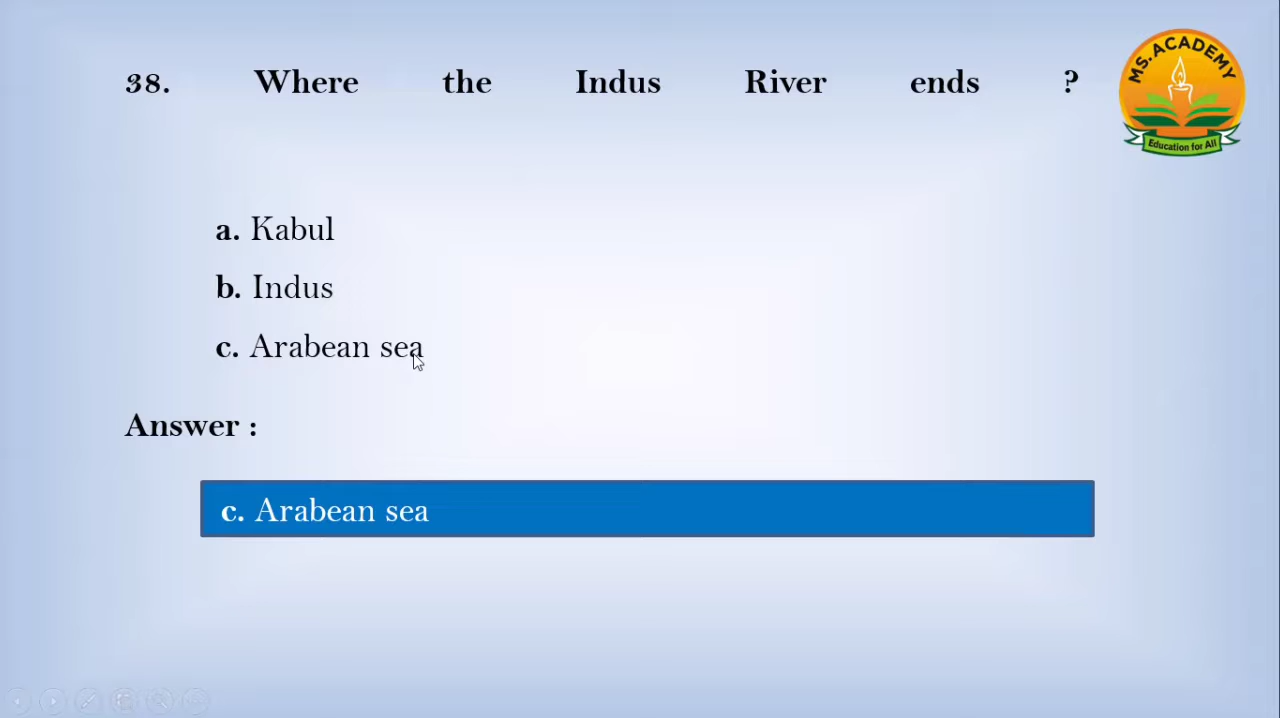 38. Where the Indus River ends ?
MS. ACADEMY
Education for All
a. Kabul
b. Indus
c. Arabean sea
Answer :
c. Arabean sea